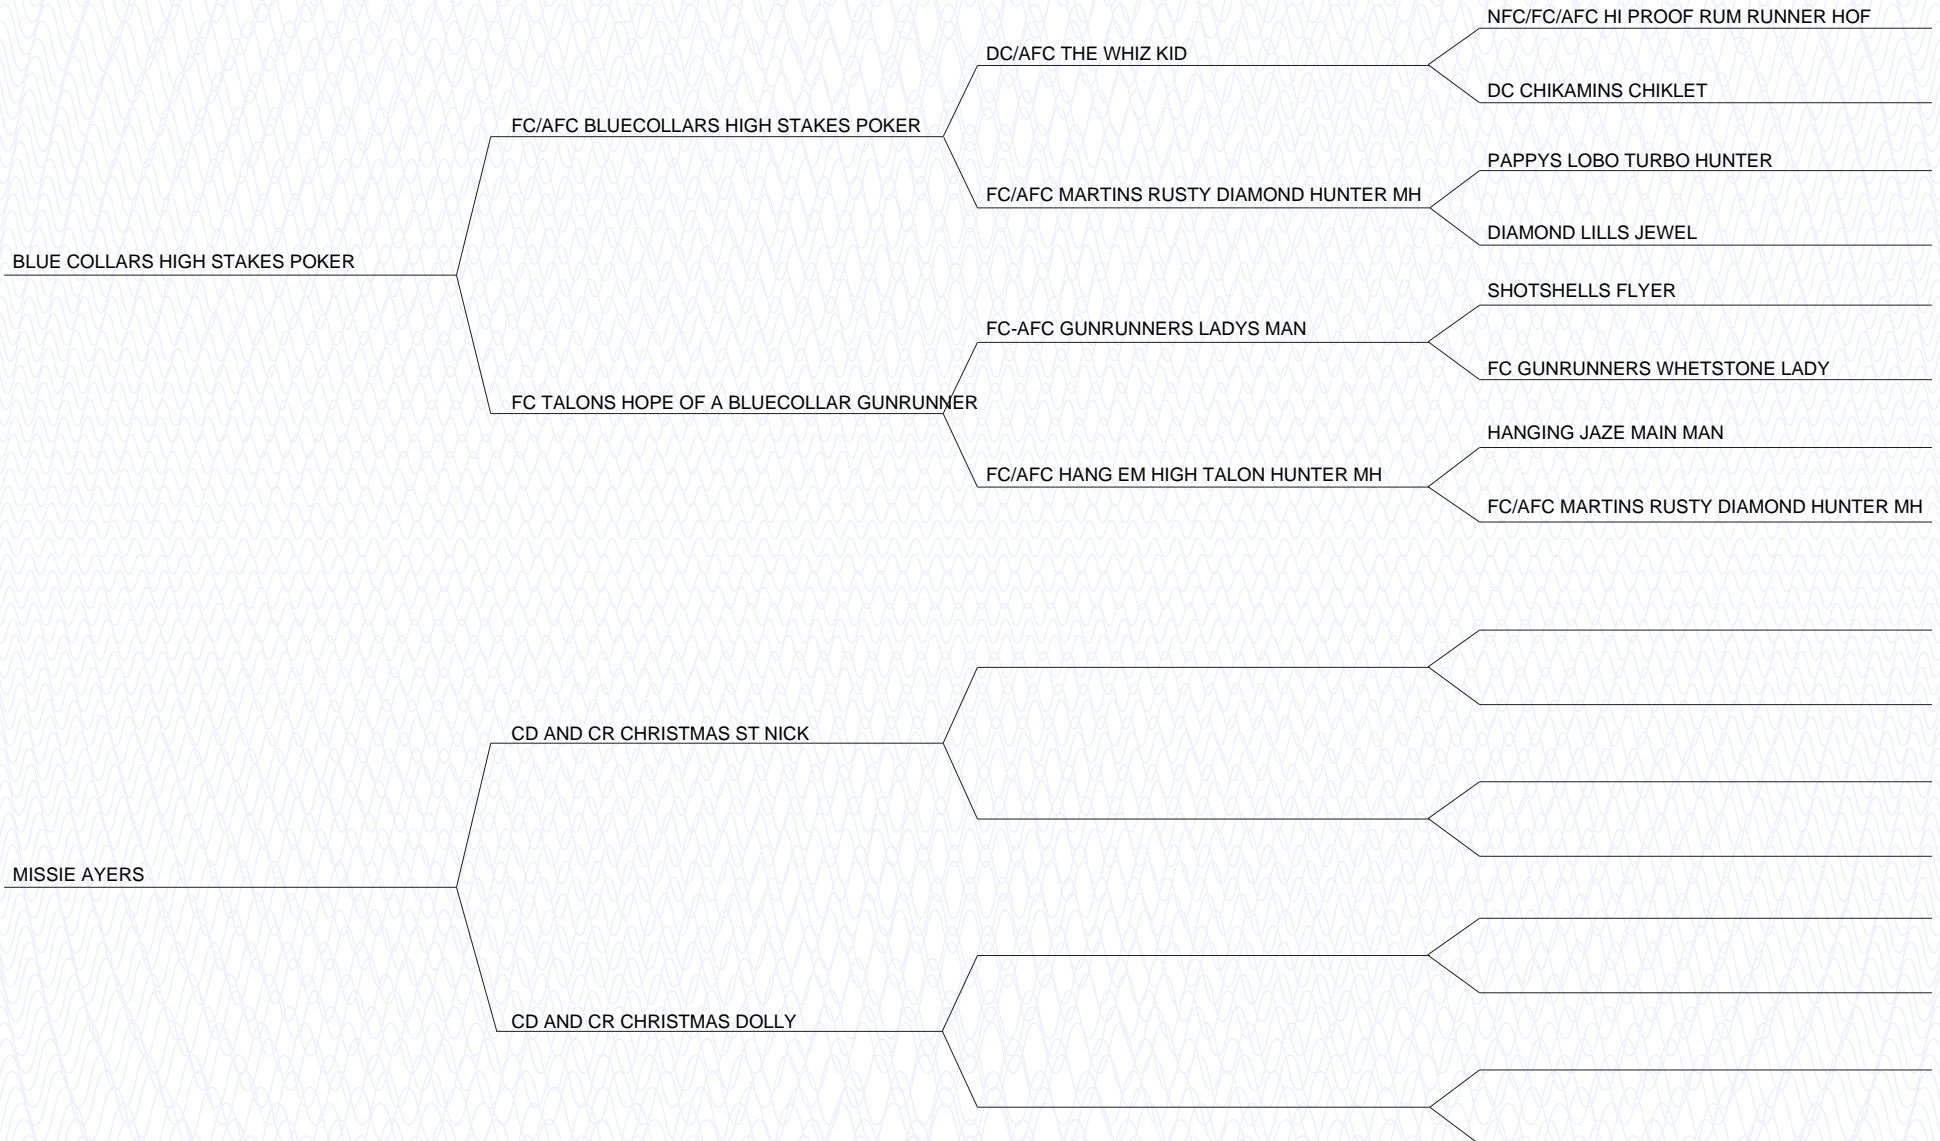 NFC/FC/AFC HI PROOF RUM RUNNER HOF
DC/AFC THE WHIZ KID
DC CHIKAMINS CHIKLET
FC/AFC BLUECOLLARS HIGH STAKES POKER
PAPPYS LOBO TURBO HUNTER
FC/AFC MARTINS RUSTY DIAMOND HUNTER MH
DIAMOND LILLS JEWEL
BLUE COLLARS HIGH STAKES POKER
SHOTSHELLS FLYER
FC-AFC GUNRUNNERS LADYS MAN
FC GUNRUNNERS WHETSTONE LADY
FC TALONS HOPE OF A BLUECOLLAR GUNRUNNER
HANGING JAZE MAIN MAN
FC/AFC HANG EM HIGH TALON HUNTER MH
FC/AFC MARTINS RUSTY DIAMOND HUNTER MH
CD AND CR CHRISTMAS ST NICK
MISSIE AYERS
CD AND CR CHRISTMAS DOLLY